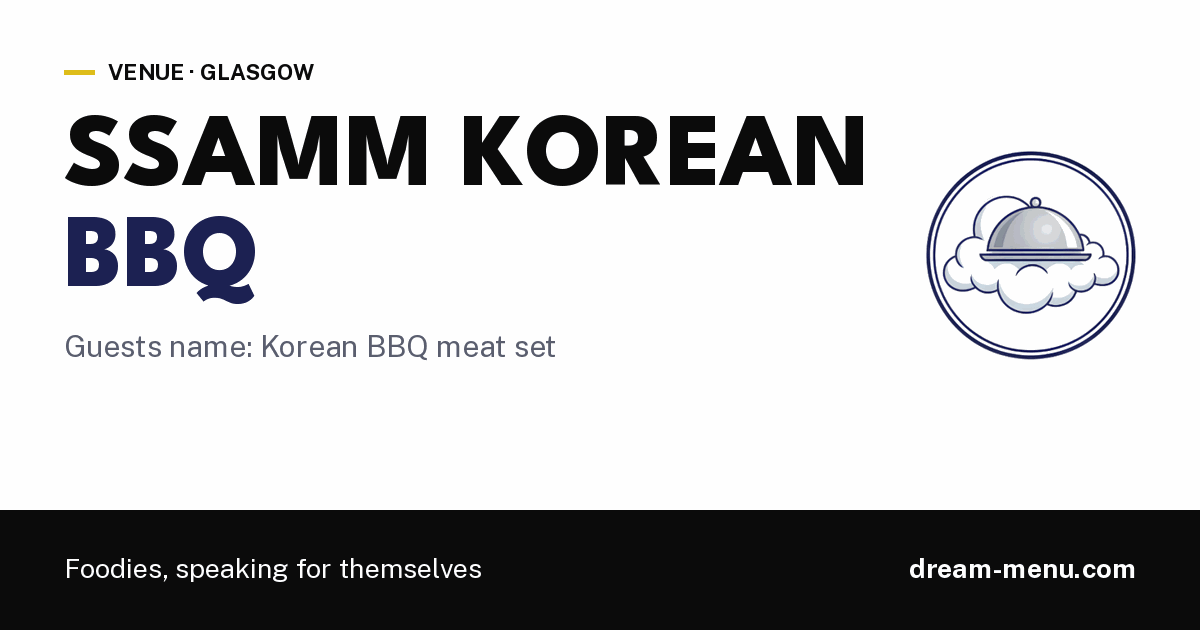 VENUE · GLASGOW
SSAMM KOREAN
BBQ
Guests name: Korean BBQ meat set
Foodies, speaking for themselves
dream-menu.com